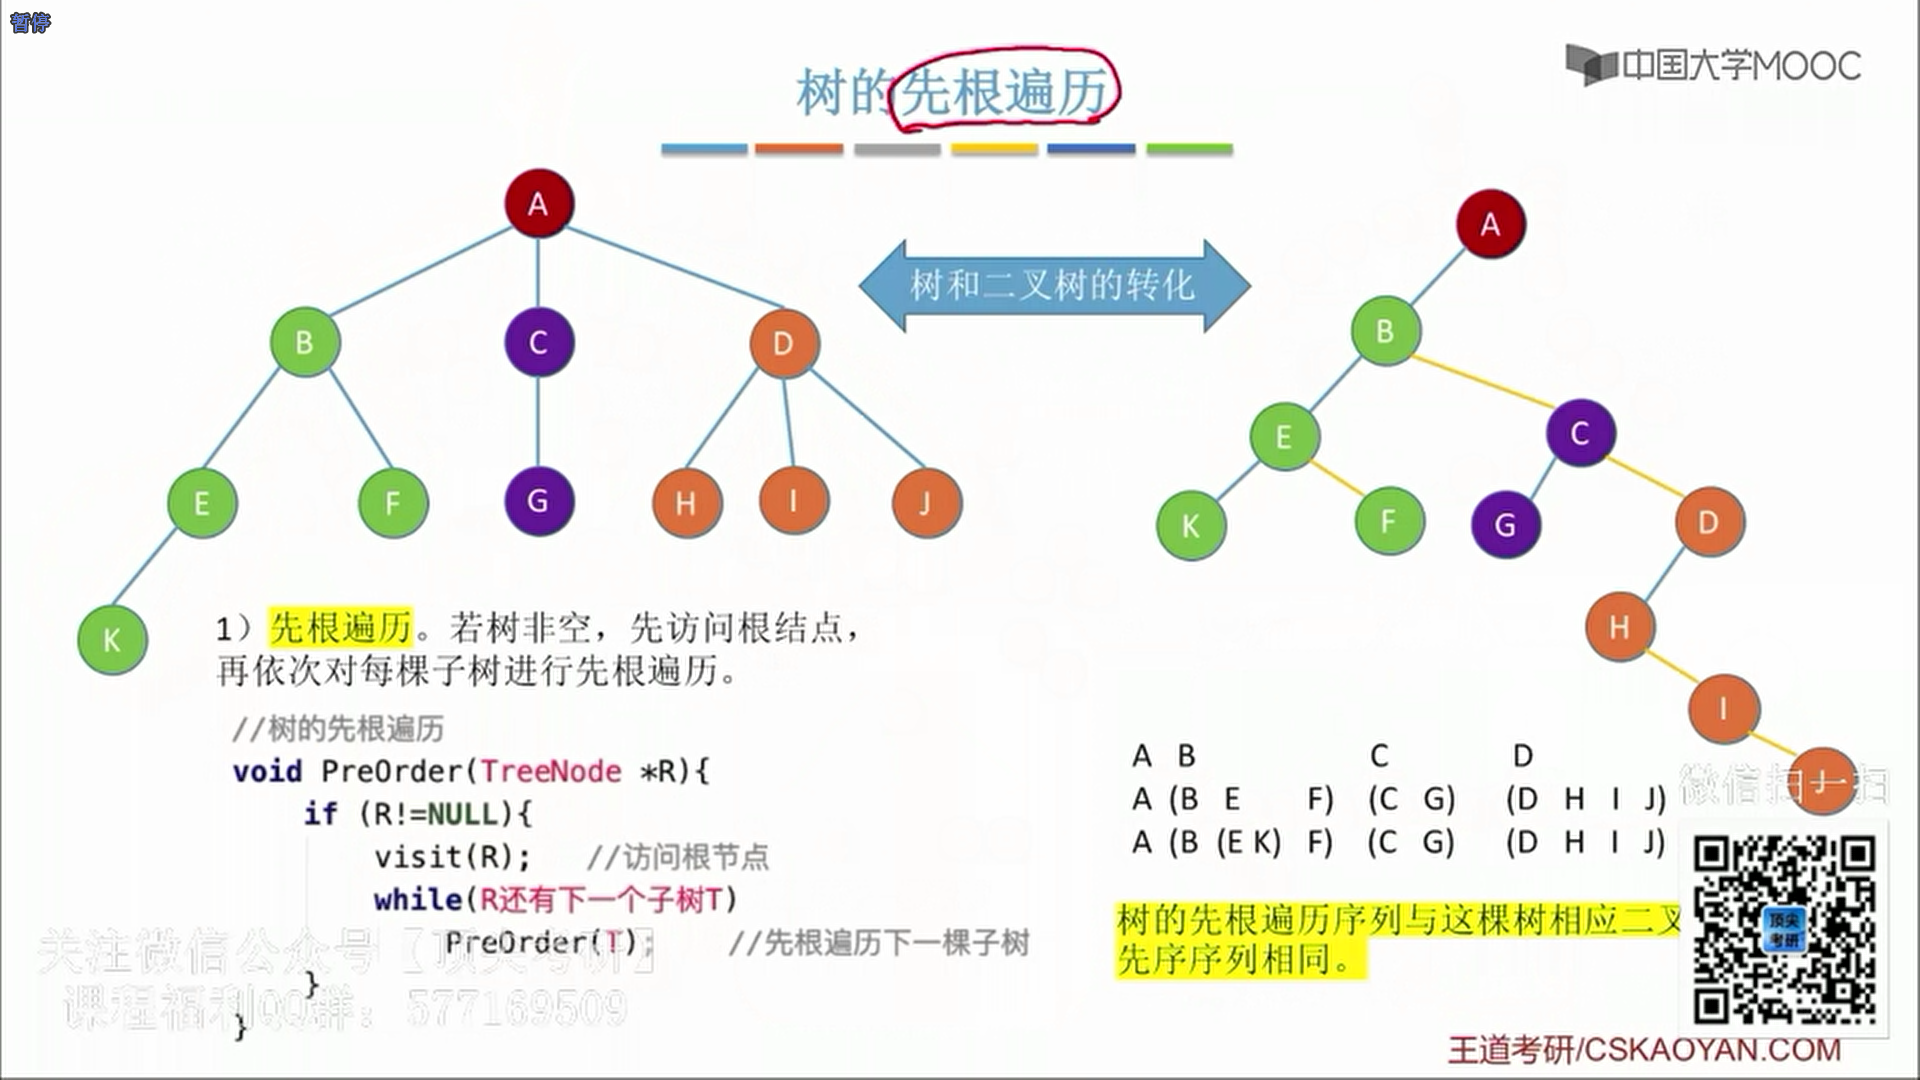 暂停
中国大学MOOC
树的先根遍历
A
B
C
D
E
F
G
H
I
J
K
树和二叉树的转化
A
B
E
C
K
F
G
D
H
I
J
1）先根遍历。若树非空，先访问根结点，
再依次对每棵子树进行先根遍历。
//树的先根遍历
void PreOrder(TreeNode *R){
if (R!=NULL){
visit(R); //访问根节点
while(R还有下一个子树T)
PreOrder(T); //先根遍历下一棵子树
}
}
A B C D
A (B E F) (C G) (D H I J)
A (B (E K) F) (C G) (D H I J)
树的先根遍历序列与这棵树相应二叉
先序序列相同。
微信扫一扫
顶尖
考研
关注微信公众号【顶尖考研】
课程福利QQ群：577169509
王道考研/CSKAOYAN.COM